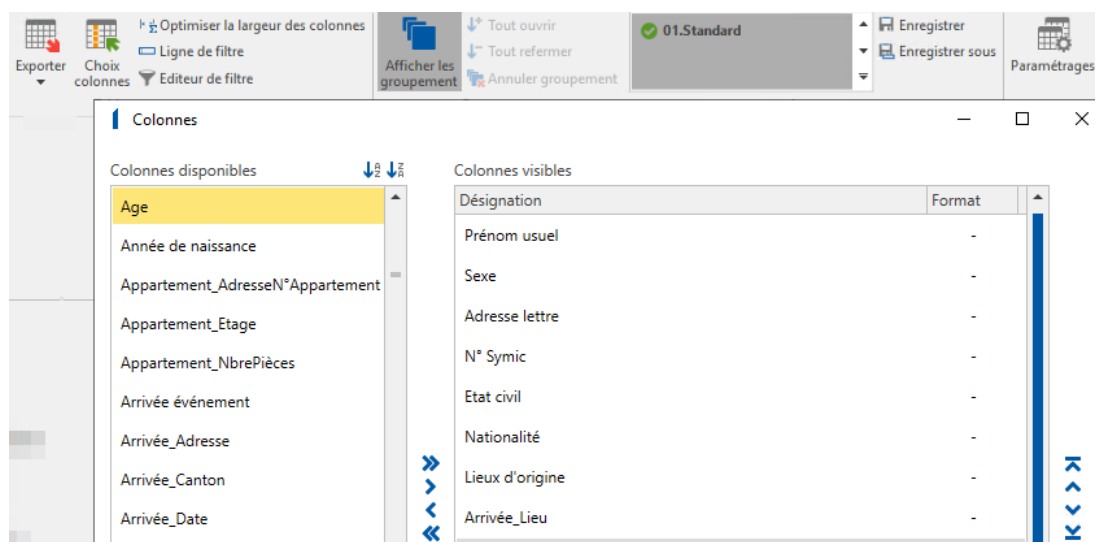 Exporter
Choix
colonnes
Optimiser la largeur des colonnes
Ligne de filtre
Editeur de filtre
Afficher les
groupement
Tout ouvrir
Tout refermer
Annuler groupement
01.Standard
Enregistrer
Enregistrer sous
Paramétrages
Colonnes
Colonnes disponibles
Age
Année de naissance
Appartement_AdresseN°Appartement
Appartement_Etage
Appartement_NbrePièces
Arrivée événement
Arrivée_Adresse
Arrivée_Canton
Arrivée_Date
Colonnes visibles
Désignation Format
Prénom usuel -
Sexe -
Adresse lettre -
N° Symic -
Etat civil -
Nationalité -
Lieux d'origine -
Arrivée_Lieu -